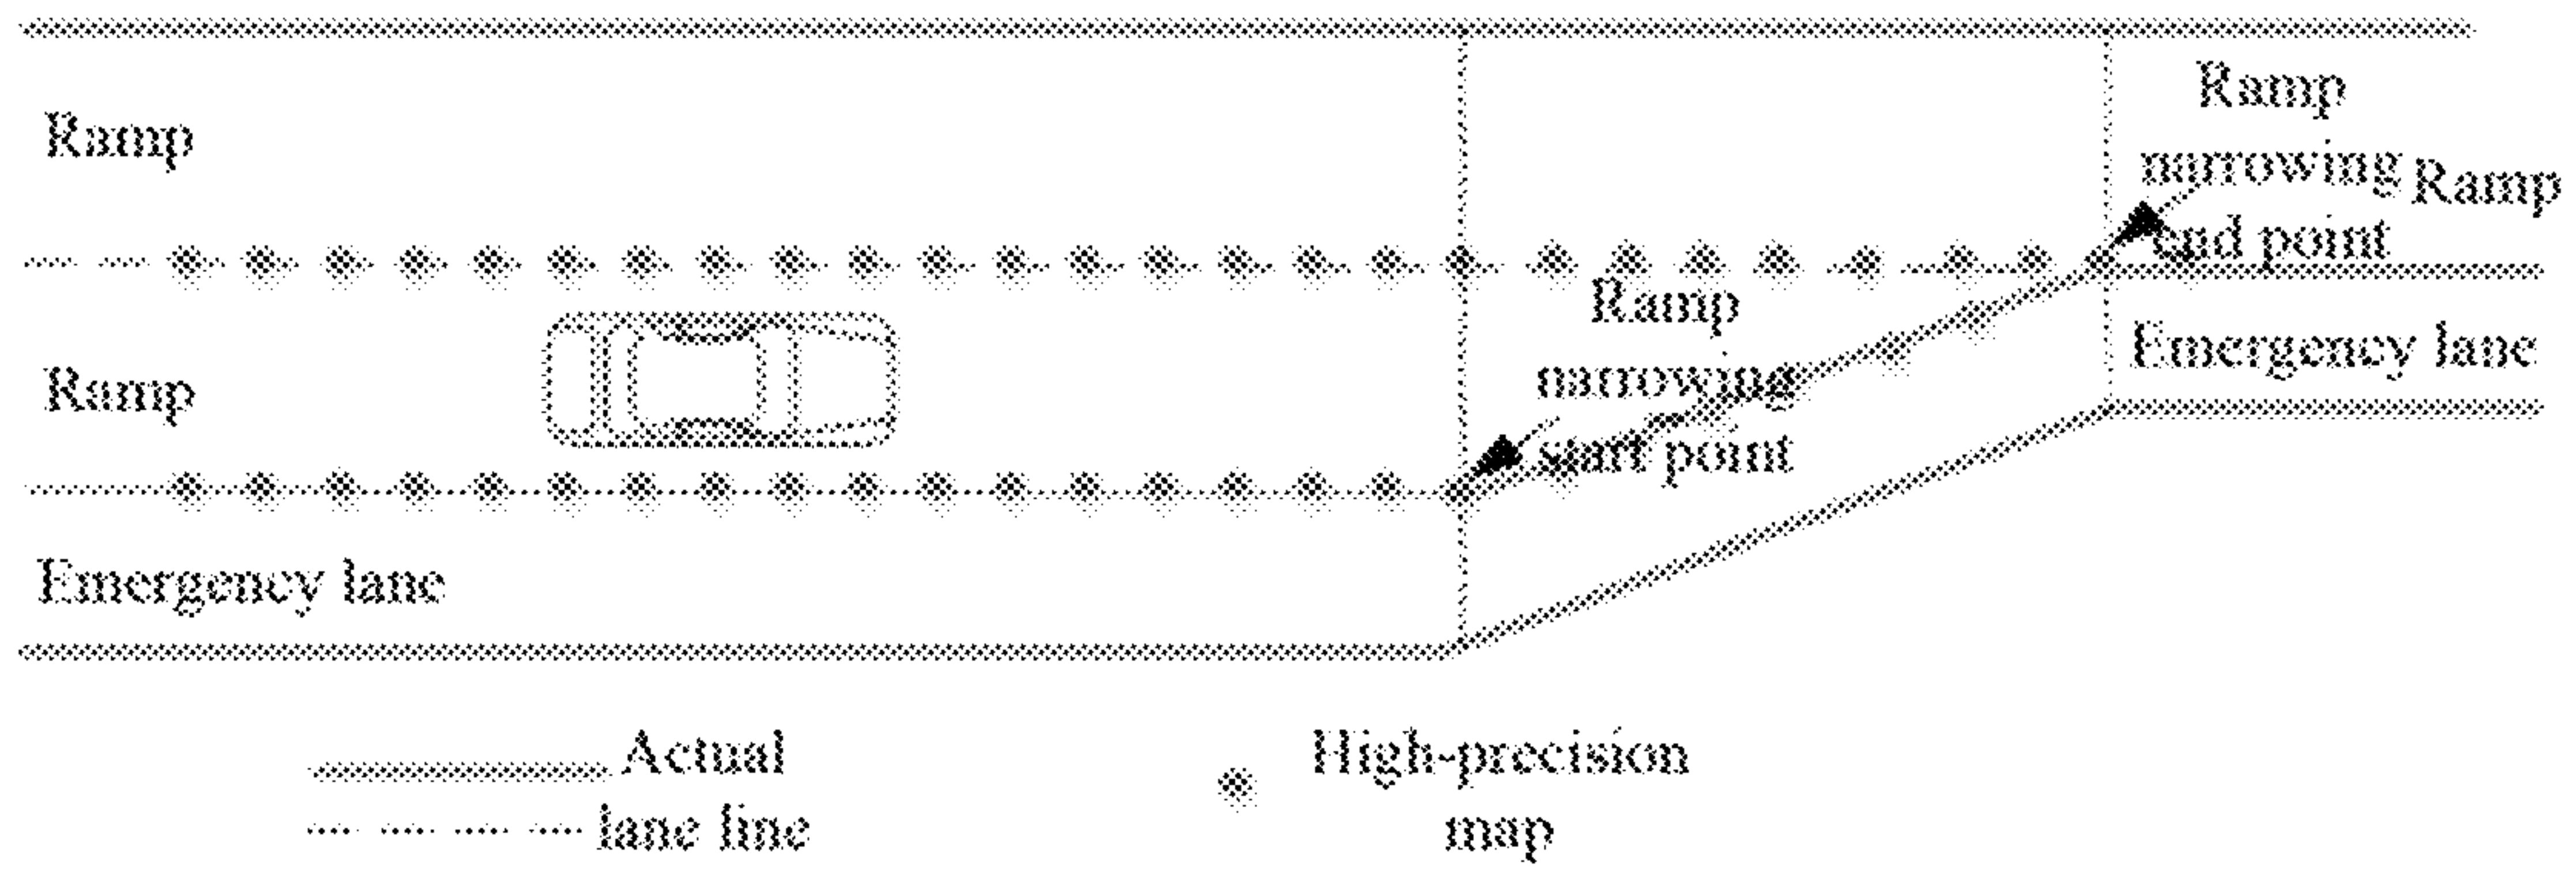 Ramp
Ramp
narrowing
end point
Ramp
Ramp
narrowing
start point
Emergency lane
Ramp
Emergency lane
Actual
lane line
High-precision
map